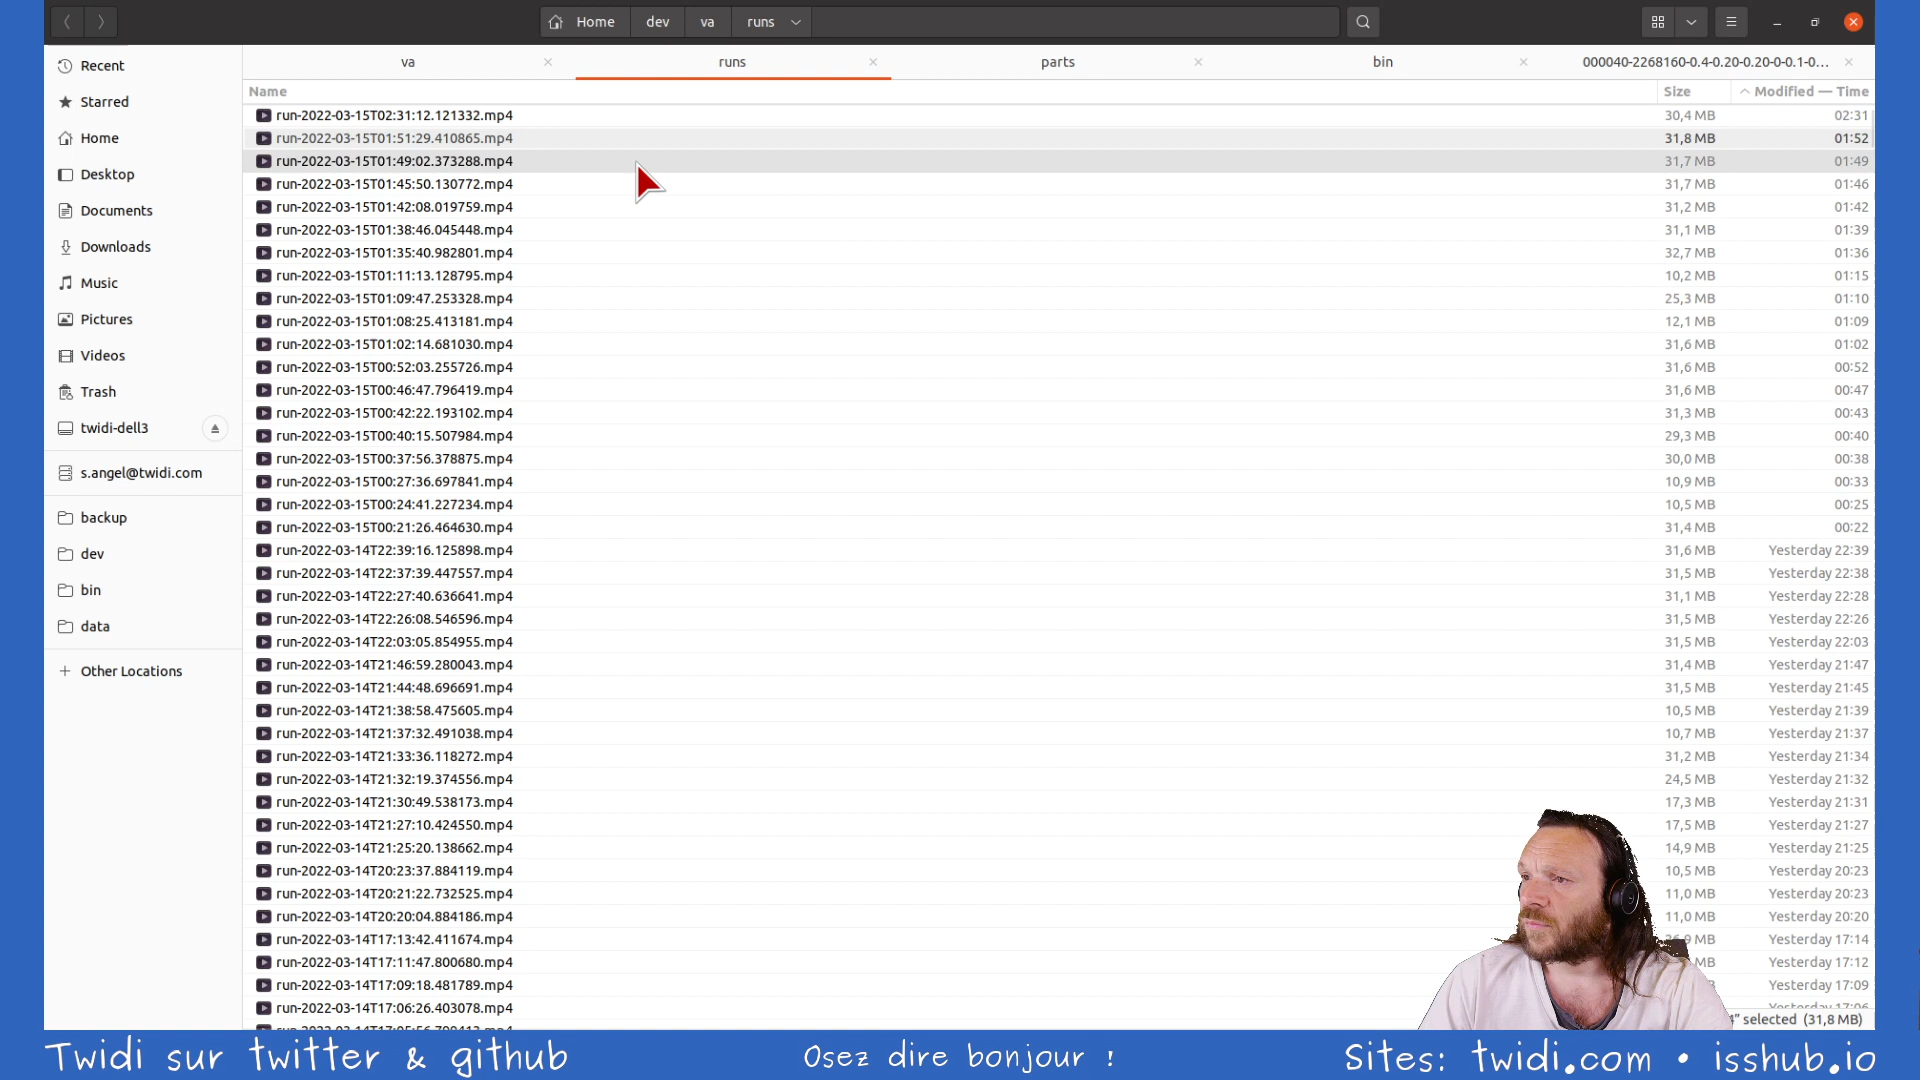 Home dev va runs
va runs parts bin 000040-2268160-0.4-0.20-0.20-0-0.1-0...
Name Size Modified — Time
Recent
Starred
Home
Desktop
Documents
Downloads
Music
Pictures
Videos
Trash
twidi-dell3
s.angel@twidi.com
backup
dev
bin
data
Other Locations
run-2022-03-15T02:31:12.121332.mp4 30,4 MB 02:31
run-2022-03-15T01:51:29.410865.mp4 31,8 MB 01:52
run-2022-03-15T01:49:02.373288.mp4 31,7 MB 01:49
run-2022-03-15T01:45:50.130772.mp4 31,7 MB 01:46
run-2022-03-15T01:42:08.019759.mp4 31,2 MB 01:42
run-2022-03-15T01:38:46.045448.mp4 31,1 MB 01:39
run-2022-03-15T01:35:40.982801.mp4 32,7 MB 01:36
run-2022-03-15T01:11:13.128795.mp4 10,2 MB 01:15
run-2022-03-15T01:09:47.253328.mp4 25,3 MB 01:10
run-2022-03-15T01:08:25.413181.mp4 12,1 MB 01:09
run-2022-03-15T01:02:14.681030.mp4 31,6 MB 01:02
run-2022-03-15T00:52:03.255726.mp4 31,6 MB 00:52
run-2022-03-15T00:46:47.796419.mp4 31,6 MB 00:47
run-2022-03-15T00:42:22.193102.mp4 31,3 MB 00:43
run-2022-03-15T00:40:15.507984.mp4 29,3 MB 00:40
run-2022-03-15T00:37:56.378875.mp4 30,0 MB 00:38
run-2022-03-15T00:27:36.697841.mp4 10,9 MB 00:33
run-2022-03-15T00:24:41.227234.mp4 10,5 MB 00:25
run-2022-03-15T00:21:26.464630.mp4 31,4 MB 00:22
run-2022-03-14T22:39:16.125898.mp4 31,6 MB Yesterday 22:39
run-2022-03-14T22:37:39.447557.mp4 31,5 MB Yesterday 22:38
run-2022-03-14T22:27:40.636641.mp4 31,1 MB Yesterday 22:28
run-2022-03-14T22:26:08.546596.mp4 31,5 MB Yesterday 22:26
run-2022-03-14T22:03:05.854955.mp4 31,5 MB Yesterday 22:03
run-2022-03-14T21:46:59.280043.mp4 31,4 MB Yesterday 21:47
run-2022-03-14T21:44:48.696691.mp4 31,5 MB Yesterday 21:45
run-2022-03-14T21:38:58.475605.mp4 10,5 MB Yesterday 21:39
run-2022-03-14T21:37:32.491038.mp4 10,7 MB Yesterday 21:37
run-2022-03-14T21:33:36.118272.mp4 31,2 MB Yesterday 21:34
run-2022-03-14T21:32:19.374556.mp4 24,5 MB Yesterday 21:32
run-2022-03-14T21:30:49.538173.mp4 17,3 MB Yesterday 21:31
run-2022-03-14T21:27:10.424550.mp4 17,5 MB Yesterday 21:27
run-2022-03-14T21:25:20.138662.mp4 14,9 MB Yesterday 21:25
run-2022-03-14T20:23:37.884119.mp4 10,5 MB Yesterday 20:23
run-2022-03-14T20:21:22.732525.mp4 11,0 MB Yesterday 20:23
run-2022-03-14T20:20:04.884186.mp4 11,0 MB Yesterday 20:20
run-2022-03-14T17:13:42.411674.mp4 MB Yesterday 17:14
run-2022-03-14T17:11:47.800680.mp4 MB Yesterday 17:12
run-2022-03-14T17:09:18.481789.mp4 Yesterday 17:09
run-2022-03-14T17:06:26.403078.mp4
selected (31,8 MB)
Twidi sur twitter & github Osez dire bonjour ! Sites: twidi.com • isshub.io